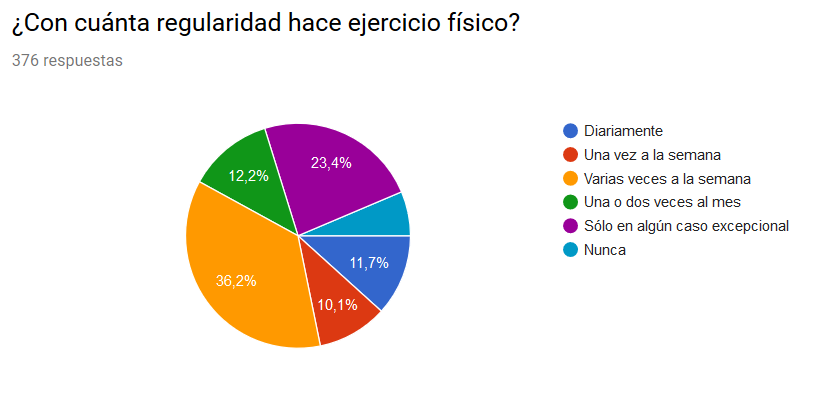 ¿Con cuánta regularidad hace ejercicio físico?
376 respuestas
23,4%
12,2%
11,7%
36,2%
10,1%
Diariamente
Una vez a la semana
Varias veces a la semana
Una o dos veces al mes
Sólo en algún caso excepcional
Nunca